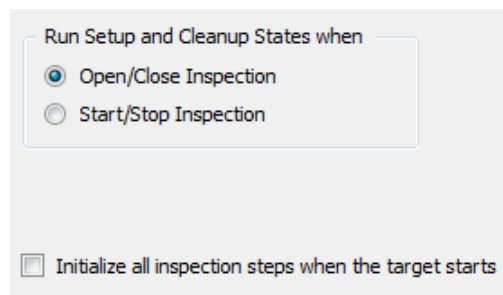 Run Setup and Cleanup States when
Open/Close Inspection
Start/Stop Inspection
Initialize all inspection steps when the target starts